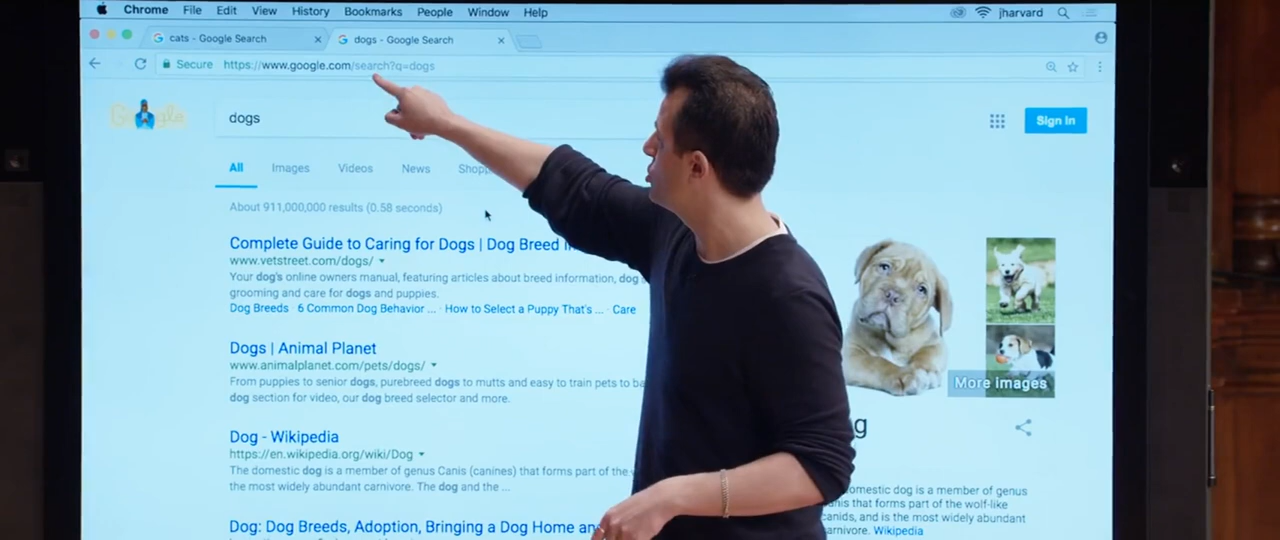 Chrome File Edit View History Bookmarks People Window Help jharvard
cats - Google Search × dogs - Google Search ×
Secure https://www.google.com/search?q=dogs
dogs
Sign In
All Images Videos News
About 911,000,000 results (0.58 seconds)
Complete Guide to Caring for Dogs | Dog Breed
www.vetstreet.com/dogs/
Your dog's online owners manual, featuring articles about breed information, dog
grooming and care for dogs and puppies.
Dog Breeds · 6 Common Dog Behavior ... · How to Select a Puppy That's ... · Care
Dogs | Animal Planet
www.animalplanet.com/pets/dogs/
From puppies to senior dogs, purebred dogs to mutts and easy to train pets to
dog section for video, our dog breed selector and more.
Dog - Wikipedia
https://en.wikipedia.org/wiki/Dog
The domestic dog is a member of genus Canis (canines) that forms part of the
the most widely abundant carnivore. The dog and the ...
Dog: Dog Breeds, Adoption, Bringing a Dog Home
More images
g
omestic dog is a member of genus
that forms part of the wolf-like
canids, and is the most widely abundant
Wikipedia